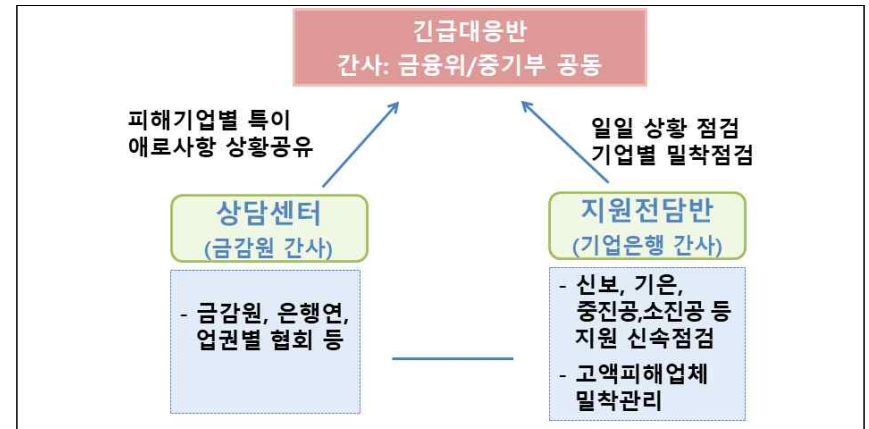 긴급대응반
간사: 금융위/중기부 공동
피해기업별 특이
애로사항 상황공유
일일 상황 점검
기업별 밀착점검
상담센터
(금감원 간사)
지원전담반
(기업은행 간사)
- 금감원, 은행연,
업권별 협회 등
- 신보, 기은,
중진공,소진공 등
지원 신속점검
- 고액피해업체
밀착관리